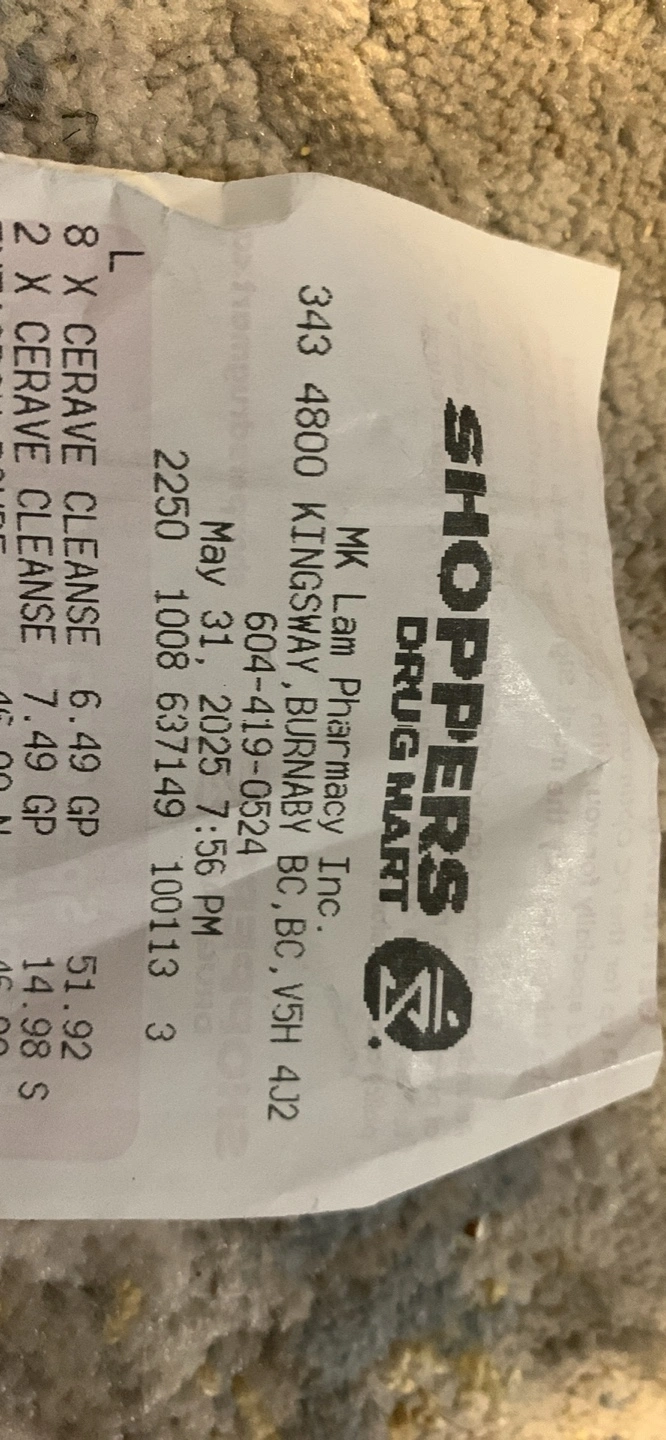 SHOPPERS
DRUG MART
MK Lam Pharmacy Inc.
343 4800 KINGSWAY,BURNABY BC,BC,V5H 4J2
604-419-0524
May 31, 2025 7:56 PM
2250 1008 637149 100113 3
L
8 X CERAVE CLEANSE 6.49 GP 51.92
2 X CERAVE CLEANSE 7.49 GP 14.98 S